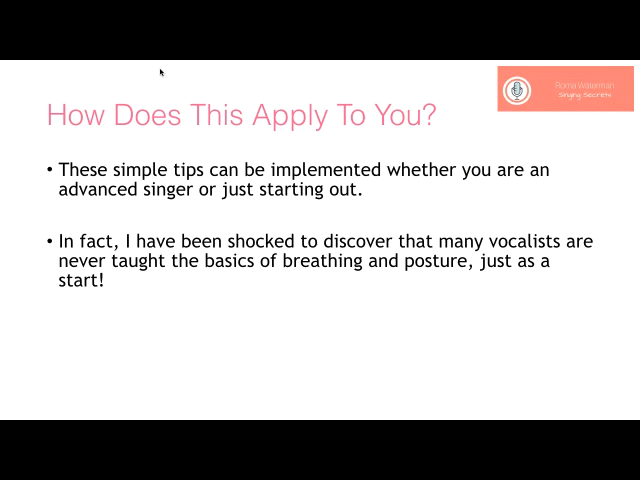 Roma Waterman
Singing Secrets
How Does This Apply To You?
• These simple tips can be implemented whether you are an
advanced singer or just starting out.
• In fact, I have been shocked to discover that many vocalists are
never taught the basics of breathing and posture, just as a
start!